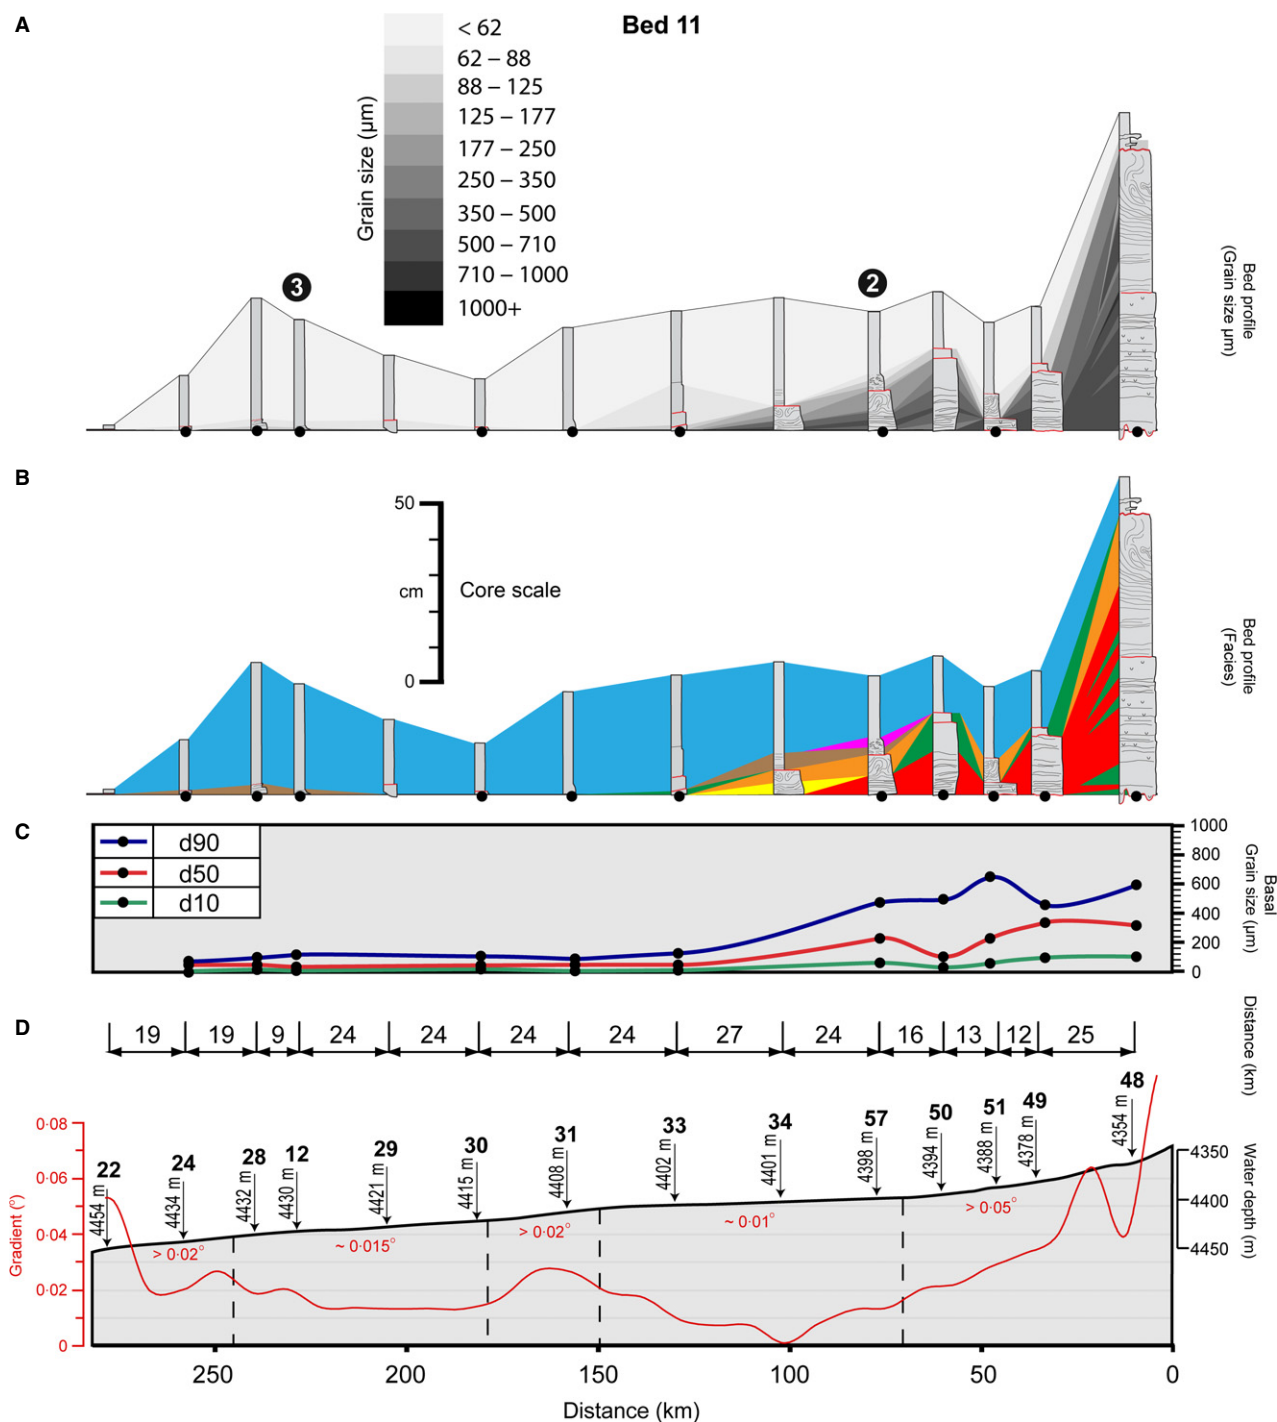 A
Bed 11
Grain size (µm)
< 62
62 – 88
88 – 125
125 – 177
177 – 250
250 – 350
350 – 500
500 – 710
710 – 1000
1000+
3
2
Bed profile
(Grain size µm)
B
50
cm
0
Core scale
Bed profile
(Facies)
C
d90
d50
d10
1000
800
600
400
200
0
Basal
Grain size (µm)
D
19
19
9
24
24
24
24
27
24
16
13
12
25
Distance
(km)
22
24
28
12
29
30
31
33
34
57
50
51
49
48
4454 m
4434 m
4432 m
4430 m
4421 m
4415 m
4408 m
4402 m
4401 m
4398 m
4394 m
4388 m
4378 m
4354 m
> 0·02°
~ 0·015°
> 0·02°
~ 0·01°
> 0·05°
Gradient (°)
0·08
0·06
0·04
0·02
0
4350
4400
4450
Water depth (m)
250
200
150
100
50
0
Distance (km)